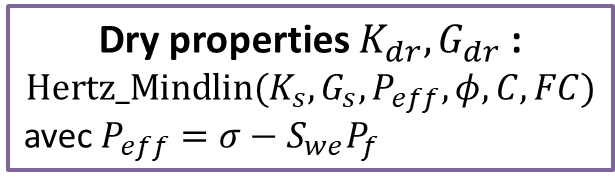 Dry properties K_dr, G_dr :
Hertz_Mindlin(K_s, G_s, P_eff, ϕ, C, FC)
avec P_eff = σ − S_we P_f